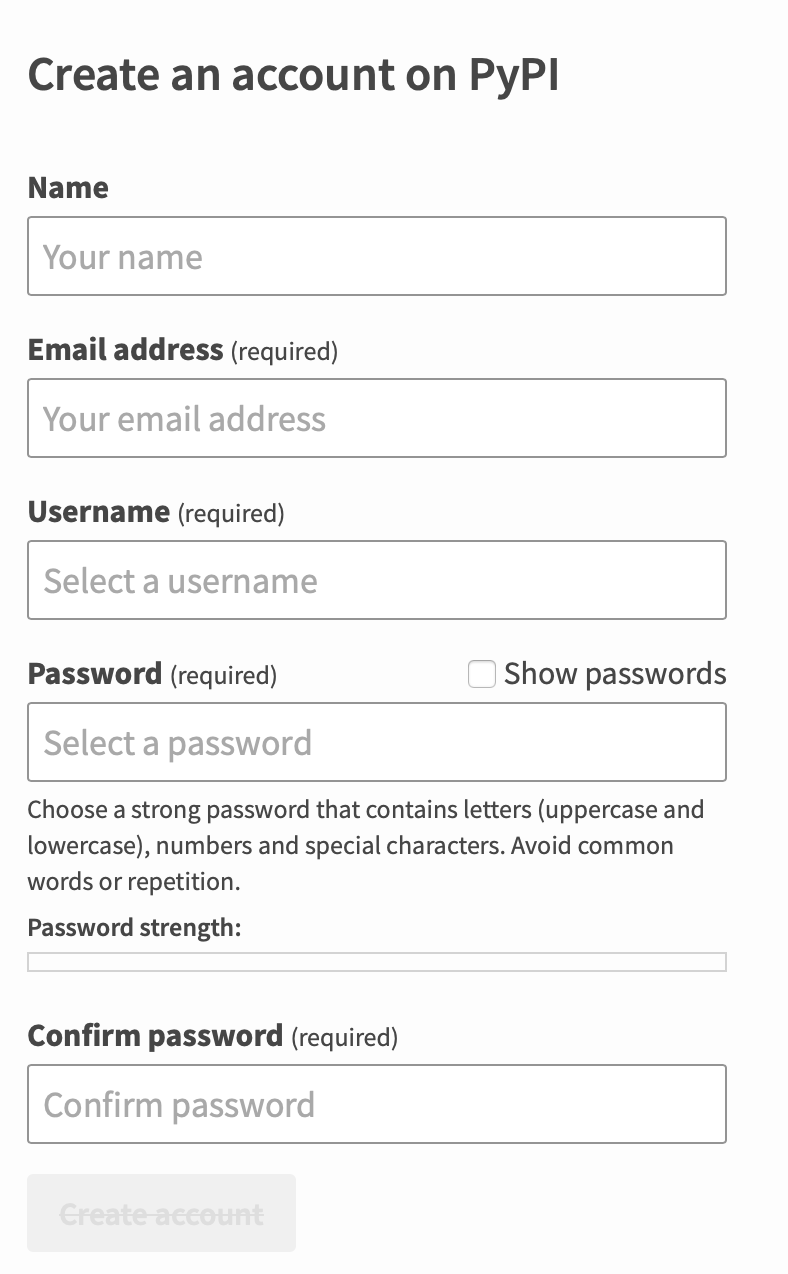 Create an account on PyPI
Name
Your name
Email address (required)
Your email address
Username (required)
Select a username
Password (required) Show passwords
Select a password
Choose a strong password that contains letters (uppercase and
lowercase), numbers and special characters. Avoid common
words or repetition.
Password strength:
Confirm password (required)
Confirm password
Create account